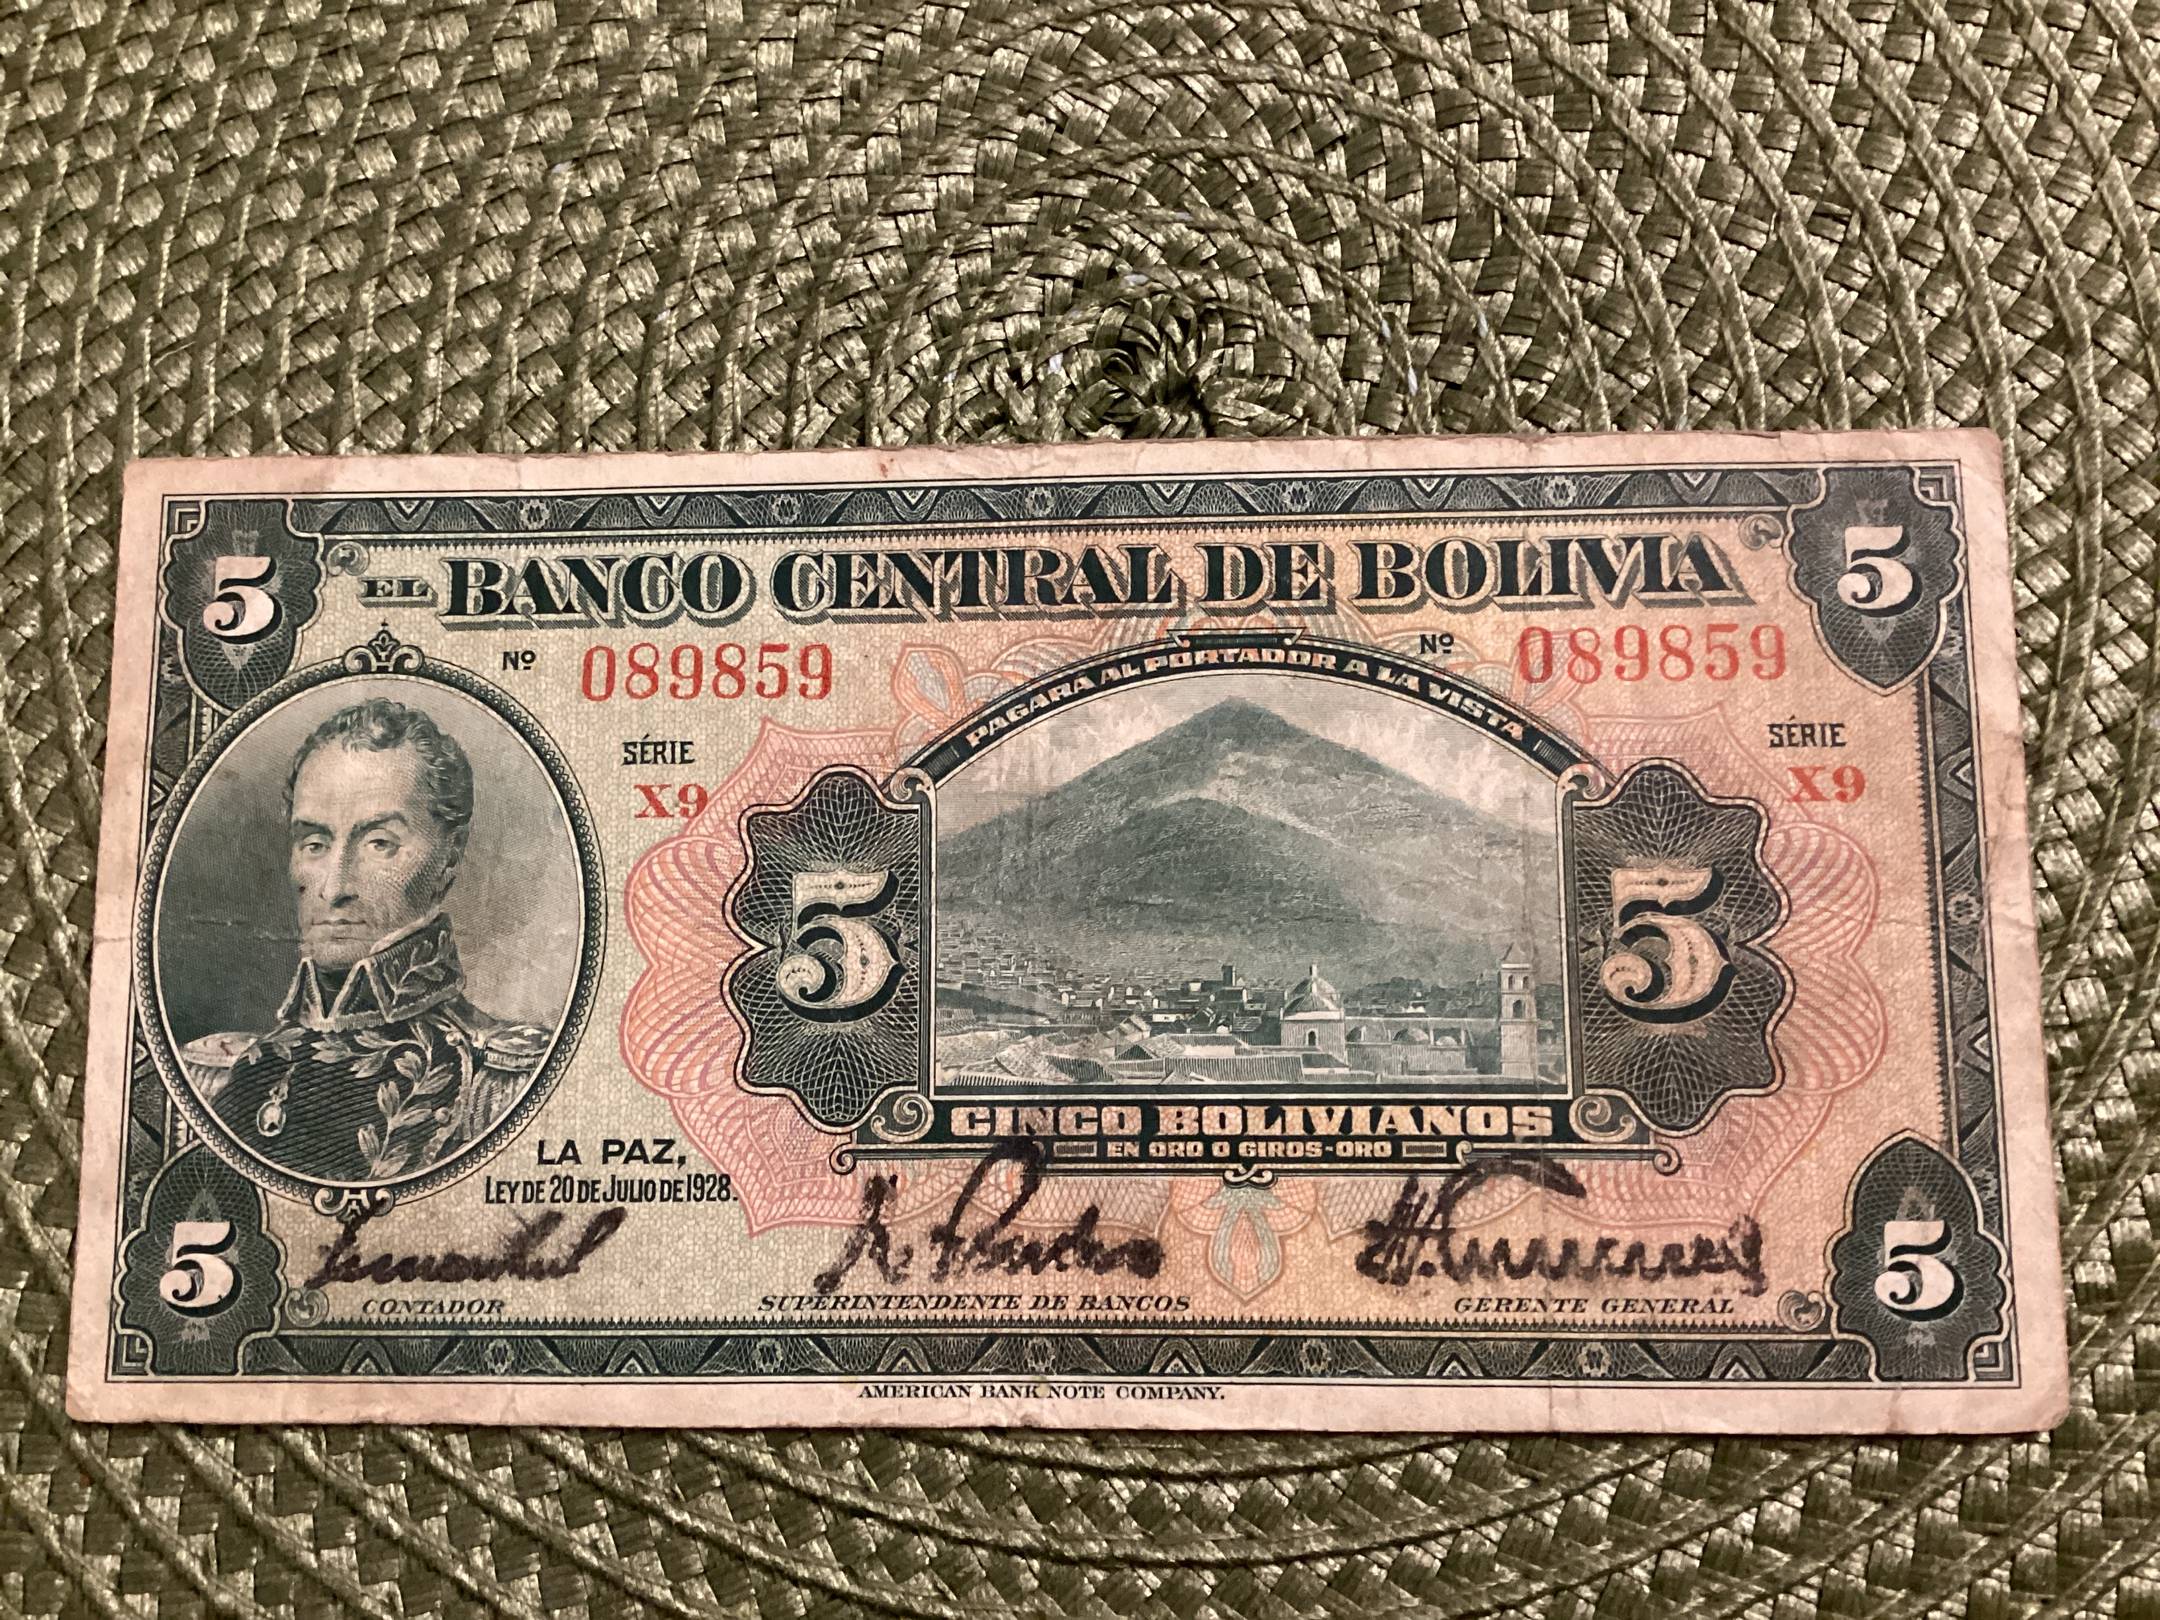 5
5
EL BANCO CENTRAL DE BOLIVIA
Nº 089859
Nº 089859
PAGARA AL PORTADOR A LA VISTA
SÉRIE
X9
SÉRIE
X9
5
5
CINCO BOLIVIANOS
EN ORO O GIROS-ORO
LA PAZ,
LEY DE 20 DE JULIO DE 1928.
5
5
CONTADOR
SUPERINTENDENTE DE BANCOS
GERENTE GENERAL
AMERICAN BANK NOTE COMPANY.